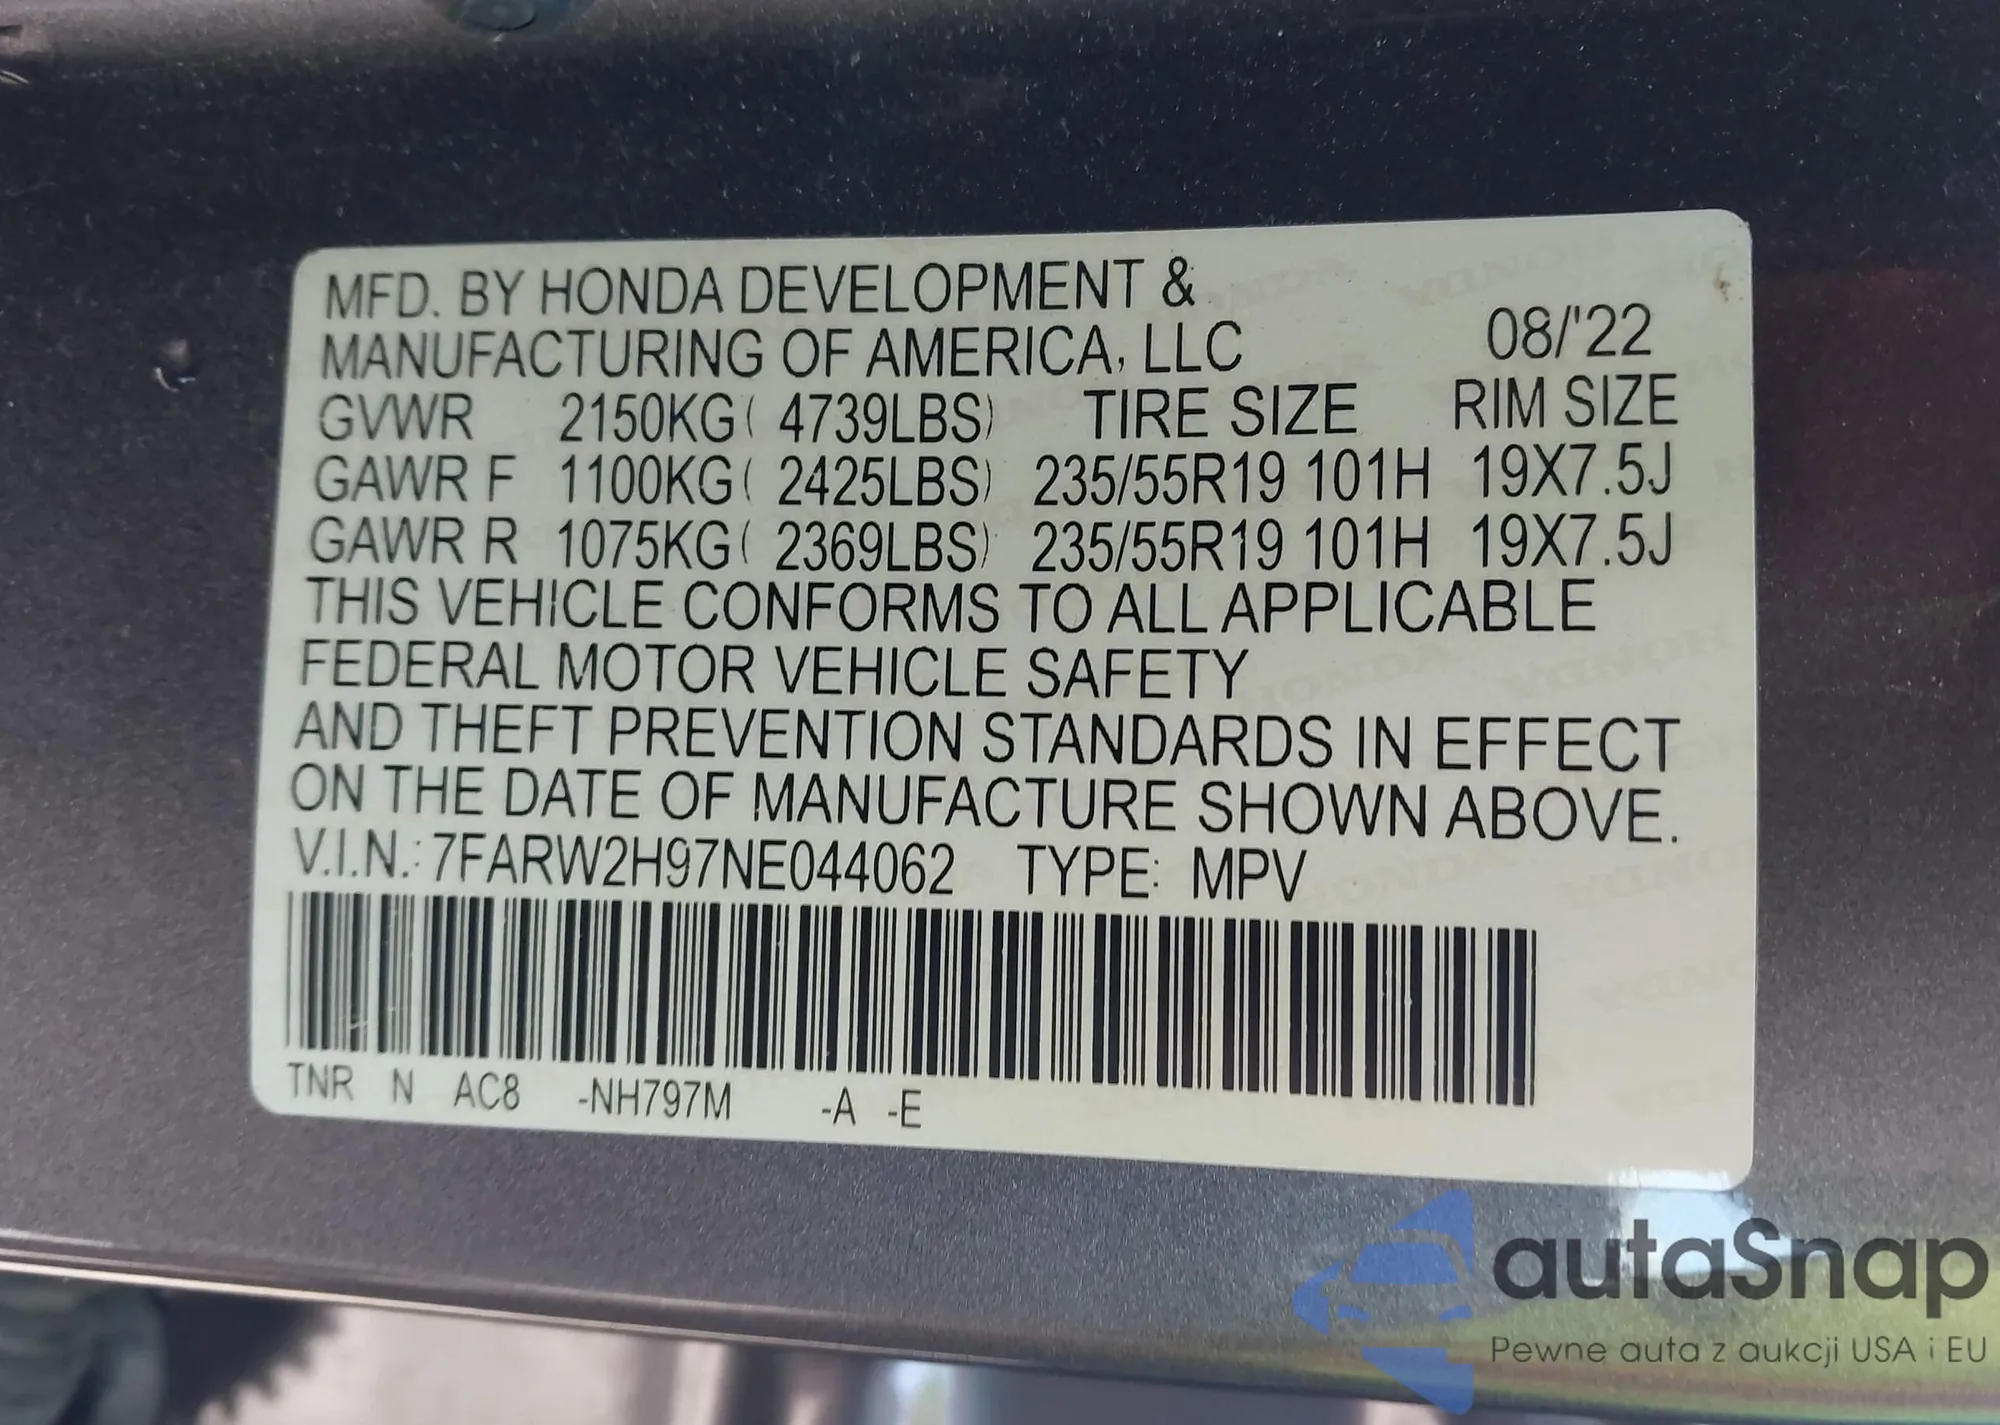 MFD. BY HONDA DEVELOPMENT &
MANUFACTURING OF AMERICA, LLC 08/'22
GVWR 2150KG( 4739LBS) TIRE SIZE RIM SIZE
GAWR F 1100KG( 2425LBS) 235/55R19 101H 19X7.5J
GAWR R 1075KG( 2369LBS) 235/55R19 101H 19X7.5J
THIS VEHICLE CONFORMS TO ALL APPLICABLE
FEDERAL MOTOR VEHICLE SAFETY
AND THEFT PREVENTION STANDARDS IN EFFECT
ON THE DATE OF MANUFACTURE SHOWN ABOVE.
V.I.N.: 7FARW2H97NE044062 TYPE: MPV
TNR N AC8 -NH797M -A -E
autaSnap
Pewne auta z aukcji USA i EU